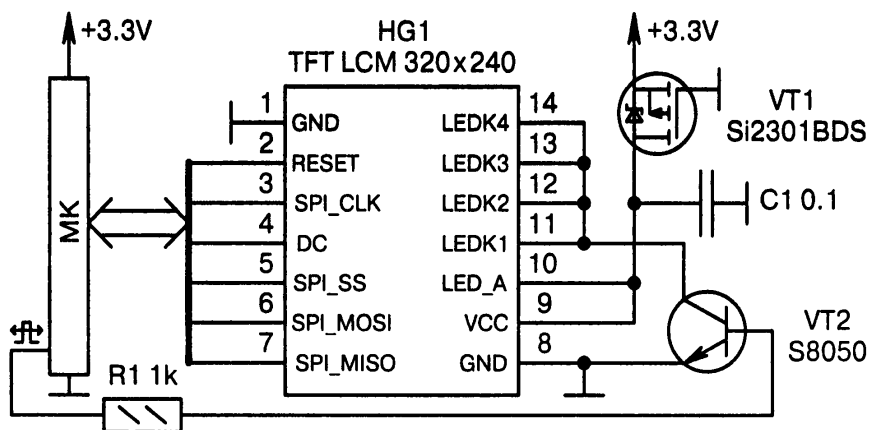 +3.3V
HG1
TFT LCM 320x240
+3.3V
MK
1
GND
2
RESET
3
SPI_CLK
4
DC
5
SPI_SS
6
SPI_MOSI
7
SPI_MISO
14
LEDK4
13
LEDK3
12
LEDK2
11
LEDK1
10
LED_A
9
VCC
8
GND
VT1
Si2301BDS
C1 0.1
VT2
S8050
R1 1k